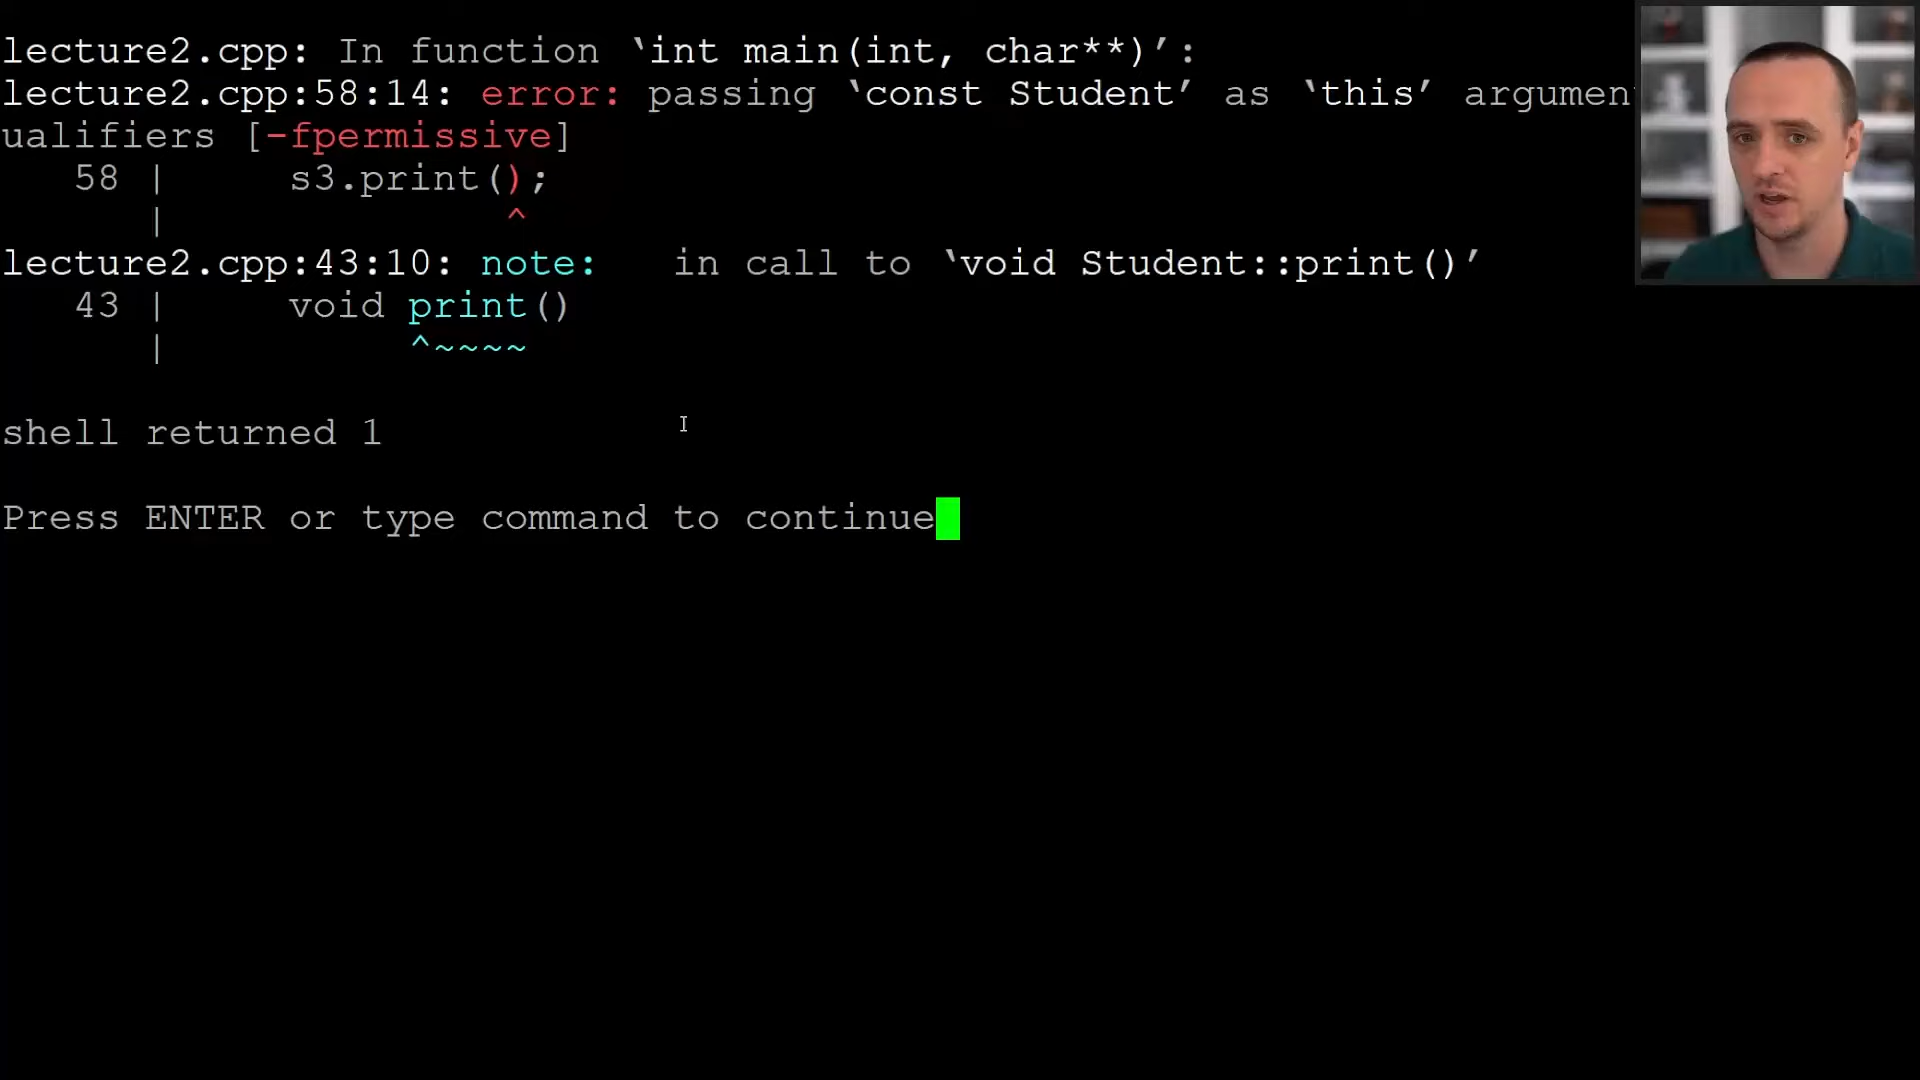 lecture2.cpp: In function ‘int main(int, char**)’:
lecture2.cpp:58:14: error: passing ‘const Student’ as ‘this’ argumen
ualifiers [-fpermissive]
58 | s3.print();
| ^
lecture2.cpp:43:10: note: in call to ‘void Student::print()’
43 | void print()
| ^~~~~
shell returned 1
Press ENTER or type command to continue